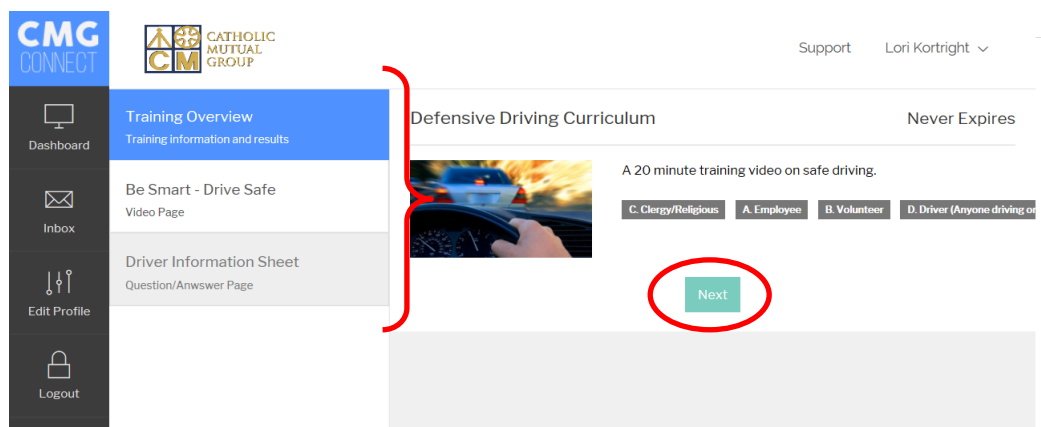 CMG
CONNECT
CATHOLIC
MUTUAL
GROUP
CM
Support
Lori Kortright
Dashboard
Inbox
Edit Profile
Logout
Training Overview
Training information and results
Be Smart - Drive Safe
Video Page
Driver Information Sheet
Question/Anwswer Page
Defensive Driving Curriculum
Never Expires
A 20 minute training video on safe driving.
C. Clergy/Religious
A. Employee
B. Volunteer
D. Driver (Anyone driving or
Next